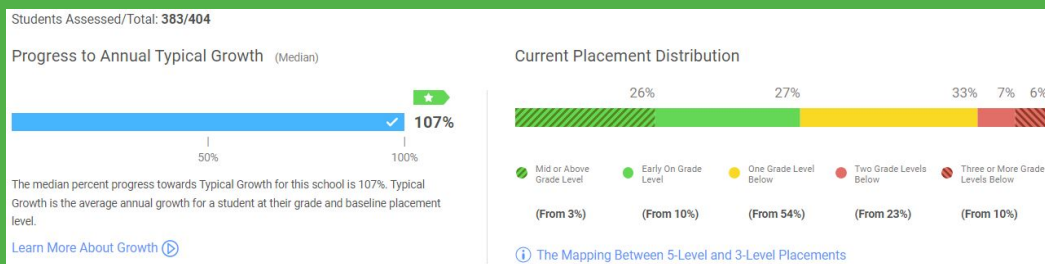 Students Assessed/Total: 383/404
Progress to Annual Typical Growth (Median)
107%
50% 100%
The median percent progress towards Typical Growth for this school is 107%. Typical
Growth is the average annual growth for a student at their grade and baseline placement
level.
Learn More About Growth
Current Placement Distribution
26% 27% 33% 7% 6%
Mid or Above
Grade Level
(From 3%)
Early On Grade
Level
(From 10%)
One Grade Level
Below
(From 54%)
Two Grade Levels
Below
(From 23%)
Three or More Grade
Levels Below
(From 10%)
The Mapping Between 5-Level and 3-Level Placements